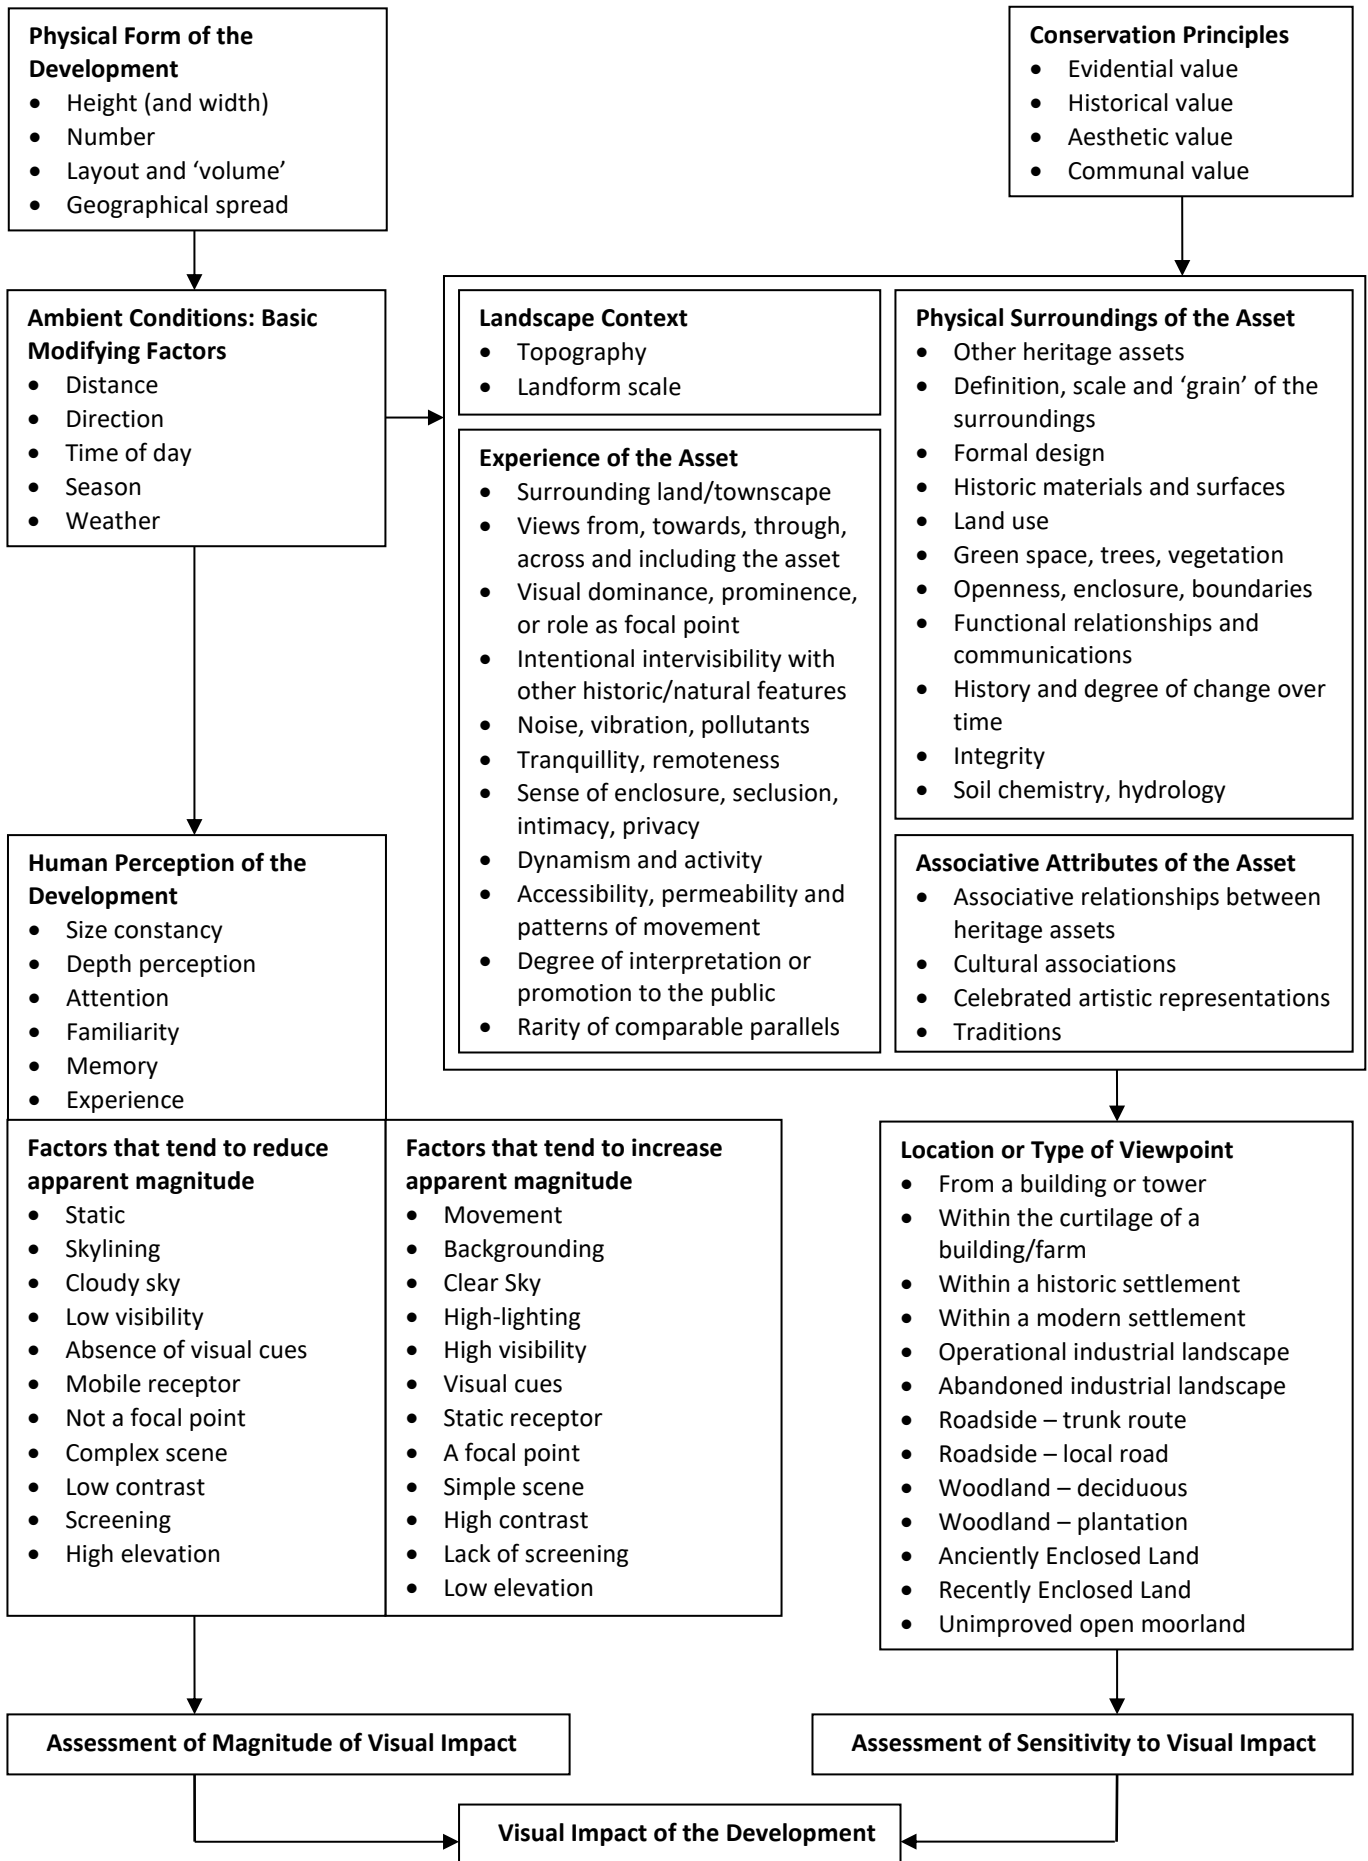 Physical Form of the
Development
• Height (and width)
• Number
• Layout and ‘volume’
• Geographical spread
Conservation Principles
• Evidential value
• Historical value
• Aesthetic value
• Communal value
Ambient Conditions: Basic
Modifying Factors
• Distance
• Direction
• Time of day
• Season
• Weather
Landscape Context
• Topography
• Landform scale
Experience of the Asset
• Surrounding land/townscape
• Views from, towards, through,
across and including the asset
• Visual dominance, prominence,
or role as focal point
• Intentional intervisibility with
other historic/natural features
• Noise, vibration, pollutants
• Tranquillity, remoteness
• Sense of enclosure, seclusion,
intimacy, privacy
• Dynamism and activity
• Accessibility, permeability and
patterns of movement
• Degree of interpretation or
promotion to the public
• Rarity of comparable parallels
Physical Surroundings of the Asset
• Other heritage assets
• Definition, scale and ‘grain’ of the
surroundings
• Formal design
• Historic materials and surfaces
• Land use
• Green space, trees, vegetation
• Openness, enclosure, boundaries
• Functional relationships and
communications
• History and degree of change over
time
• Integrity
• Soil chemistry, hydrology
Associative Attributes of the Asset
• Associative relationships between
heritage assets
• Cultural associations
• Celebrated artistic representations
• Traditions
Human Perception of the
Development
• Size constancy
• Depth perception
• Attention
• Familiarity
• Memory
• Experience
Factors that tend to reduce
apparent magnitude
• Static
• Skylining
• Cloudy sky
• Low visibility
• Absence of visual cues
• Mobile receptor
• Not a focal point
• Complex scene
• Low contrast
• Screening
• High elevation
Factors that tend to increase
apparent magnitude
• Movement
• Backgrounding
• Clear Sky
• High-lighting
• High visibility
• Visual cues
• Static receptor
• A focal point
• Simple scene
• High contrast
• Lack of screening
• Low elevation
Location or Type of Viewpoint
• From a building or tower
• Within the curtilage of a
building/farm
• Within a historic settlement
• Within a modern settlement
• Operational industrial landscape
• Abandoned industrial landscape
• Roadside – trunk route
• Roadside – local road
• Woodland – deciduous
• Woodland – plantation
• Anciently Enclosed Land
• Recently Enclosed Land
• Unimproved open moorland
Assessment of Magnitude of Visual Impact
Assessment of Sensitivity to Visual Impact
Visual Impact of the Development